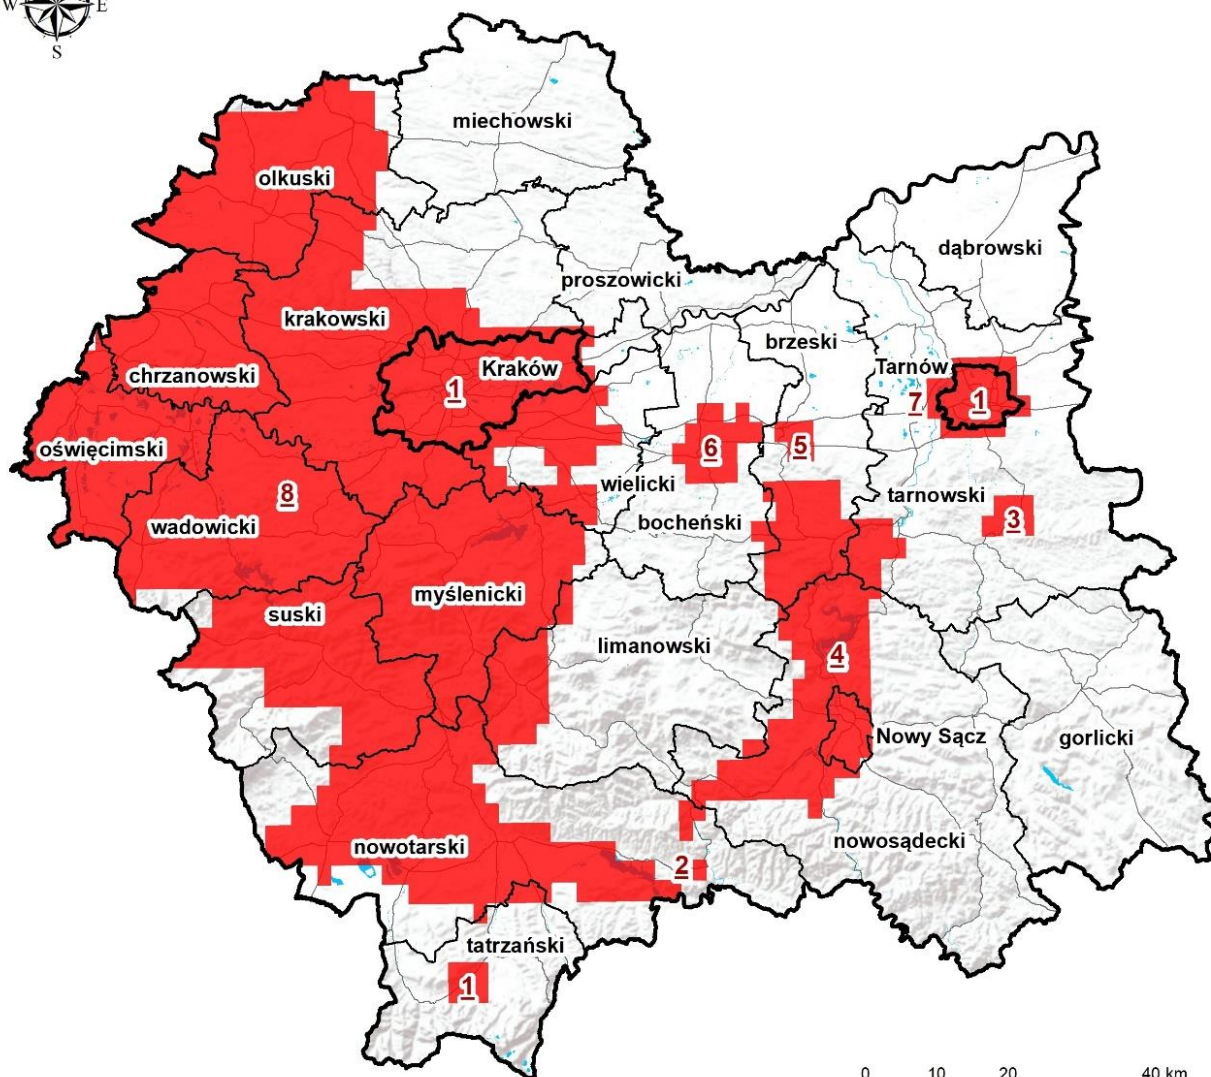 W E
S
miechowski
olkuski
dąbrowski
proszowicki
krakowski
brzeski
Kraków
Tarnów
chrzanowski
1
7
1
oświęcimski
6
5
wielicki
8
tarnowski
wadowicki
bocheński
3
myślenicki
suski
limanowski
4
Nowy Sącz
gorlicki
nowotarski
nowosądecki
2
tatrzański
1
0 10 20 40 km